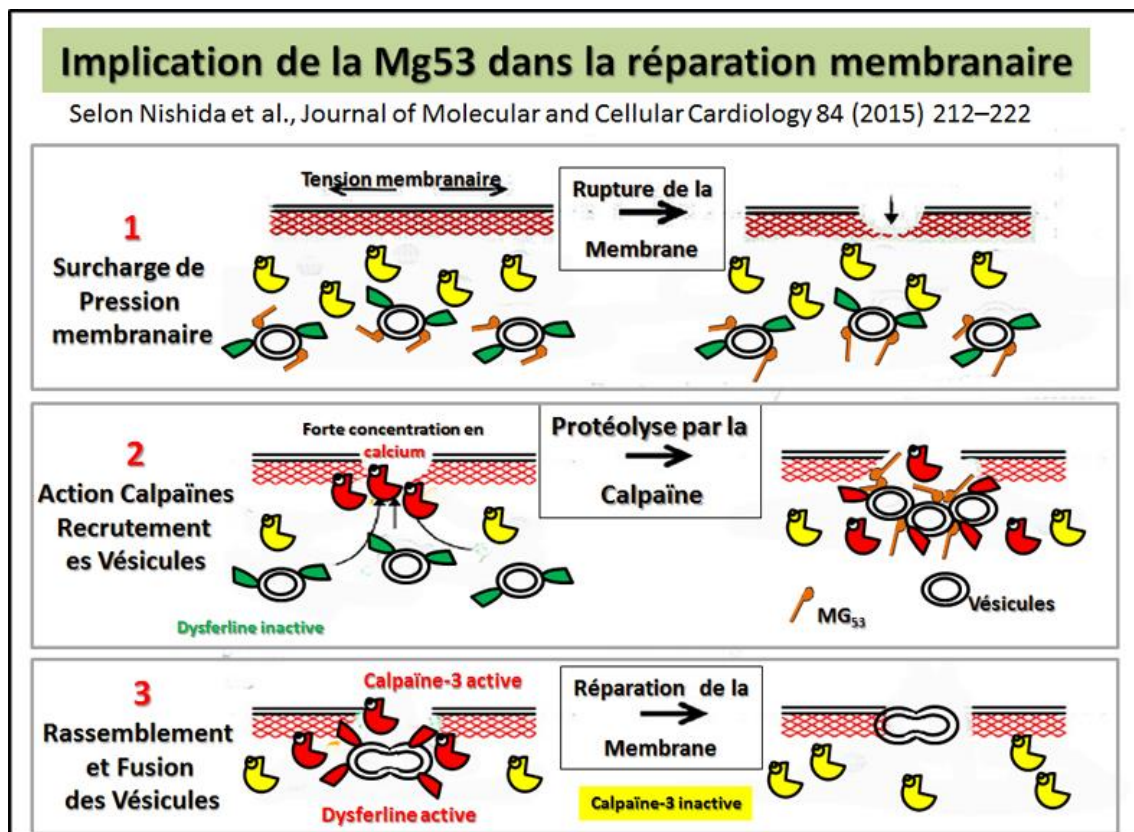 Implication de la Mg53 dans la réparation membranaire
Selon Nishida et al., Journal of Molecular and Cellular Cardiology 84 (2015) 212–222
1
Surcharge de
Pression
membranaire
Tension membranaire
Rupture de la
Membrane
2
Action Calpaïnes
Recrutement
es Vésicules
Forte concentration en
calcium
Dysferline inactive
Protéolyse par la
Calpaïne
MG53
Vésicules
3
Rassemblement
et Fusion
des Vésicules
Calpaïne-3 active
Dysferline active
Réparation de la
Membrane
Calpaïne-3 inactive